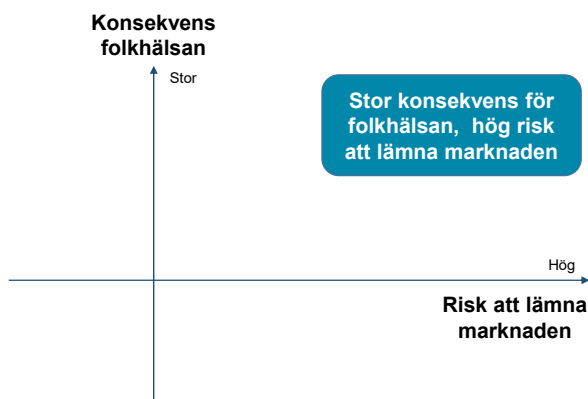 Konsekvens
folkhälsan
Stor
Stor konsekvens för
folkhälsan, hög risk
att lämna marknaden
Hög
Risk att lämna
marknaden